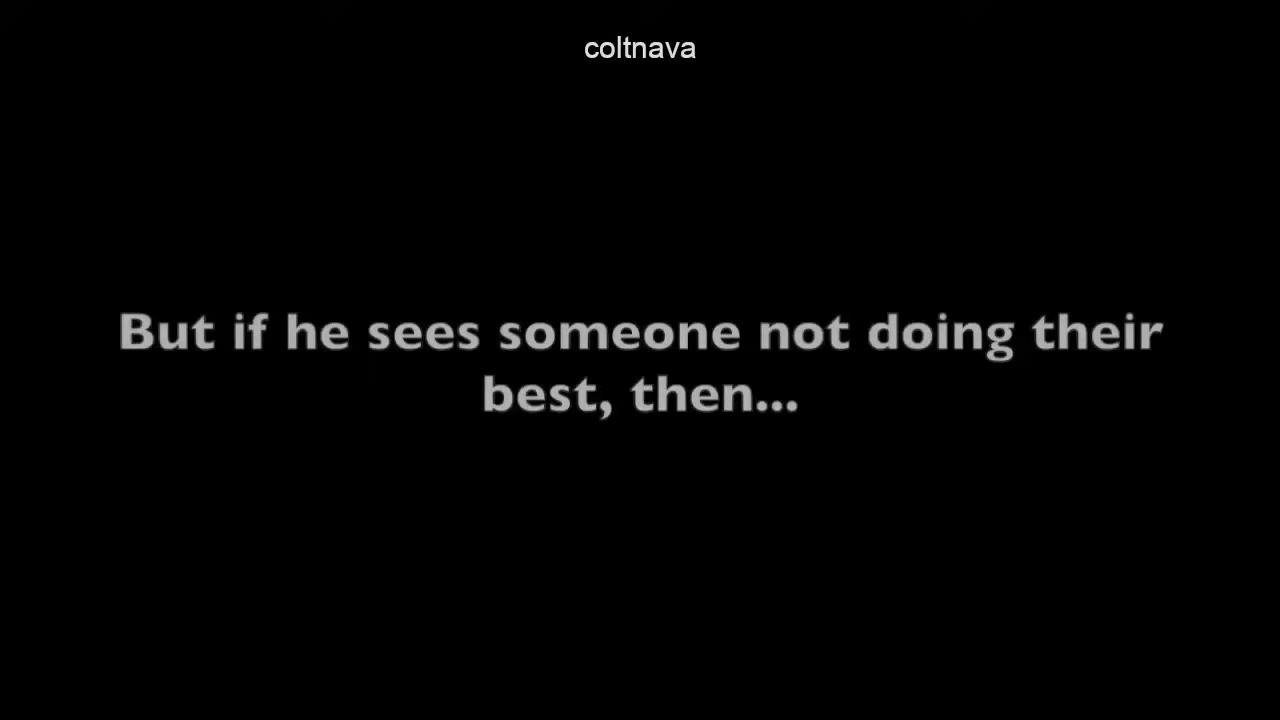 coltnava
But if he sees someone not doing their
best, then...